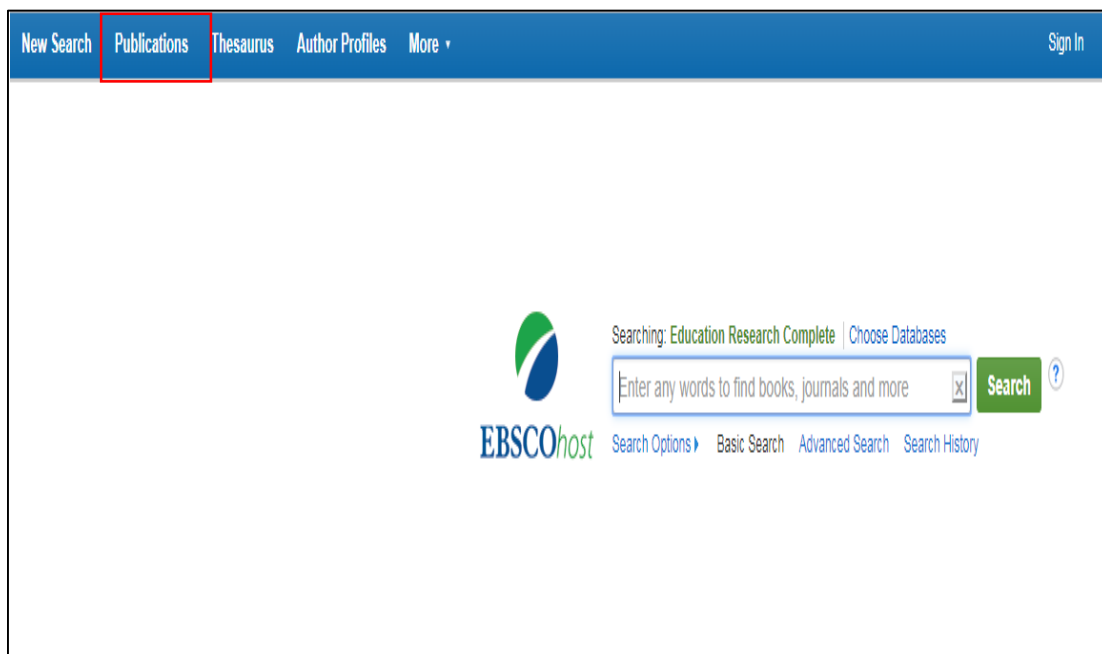 New Search Publications Thesaurus Author Profiles More Sign In
Searching: Education Research Complete Choose Databases
Enter any words to find books, journals and more x Search ?
EBSCOhost Search Options Basic Search Advanced Search Search History